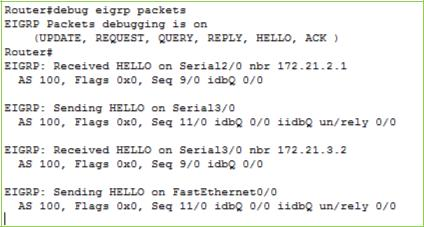 Router#debug eigrp packets
EIGRP Packets debugging is on
(UPDATE, REQUEST, QUERY, REPLY, HELLO, ACK )
Router#
EIGRP: Received HELLO on Serial2/0 nbr 172.21.2.1
AS 100, Flags 0x0, Seq 9/0 idbQ 0/0
EIGRP: Sending HELLO on Serial3/0
AS 100, Flags 0x0, Seq 11/0 idbQ 0/0 iidbQ un/rely 0/0
EIGRP: Received HELLO on Serial3/0 nbr 172.21.3.2
AS 100, Flags 0x0, Seq 9/0 idbQ 0/0
EIGRP: Sending HELLO on FastEthernet0/0
AS 100, Flags 0x0, Seq 11/0 idbQ 0/0 iidbQ un/rely 0/0